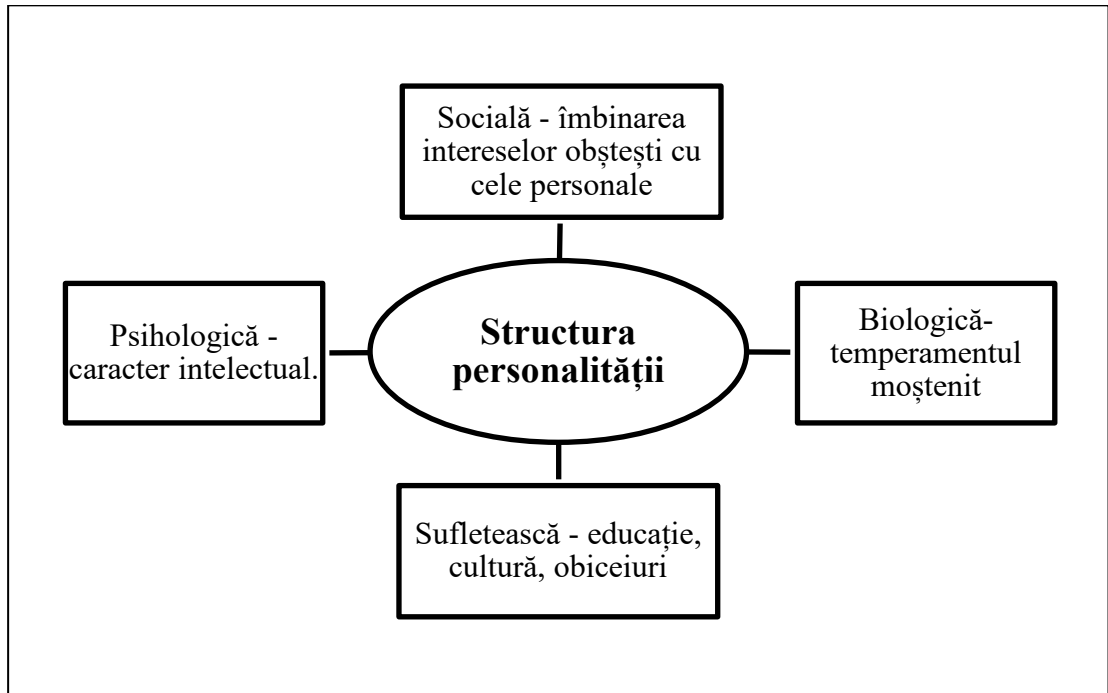 Socială - îmbinarea
intereselor obștești cu
cele personale
Psihologică -
caracter intelectual.
Structura
personalității
Biologică-
temperamentul
moștenit
Sufletească - educație,
cultură, obiceiuri